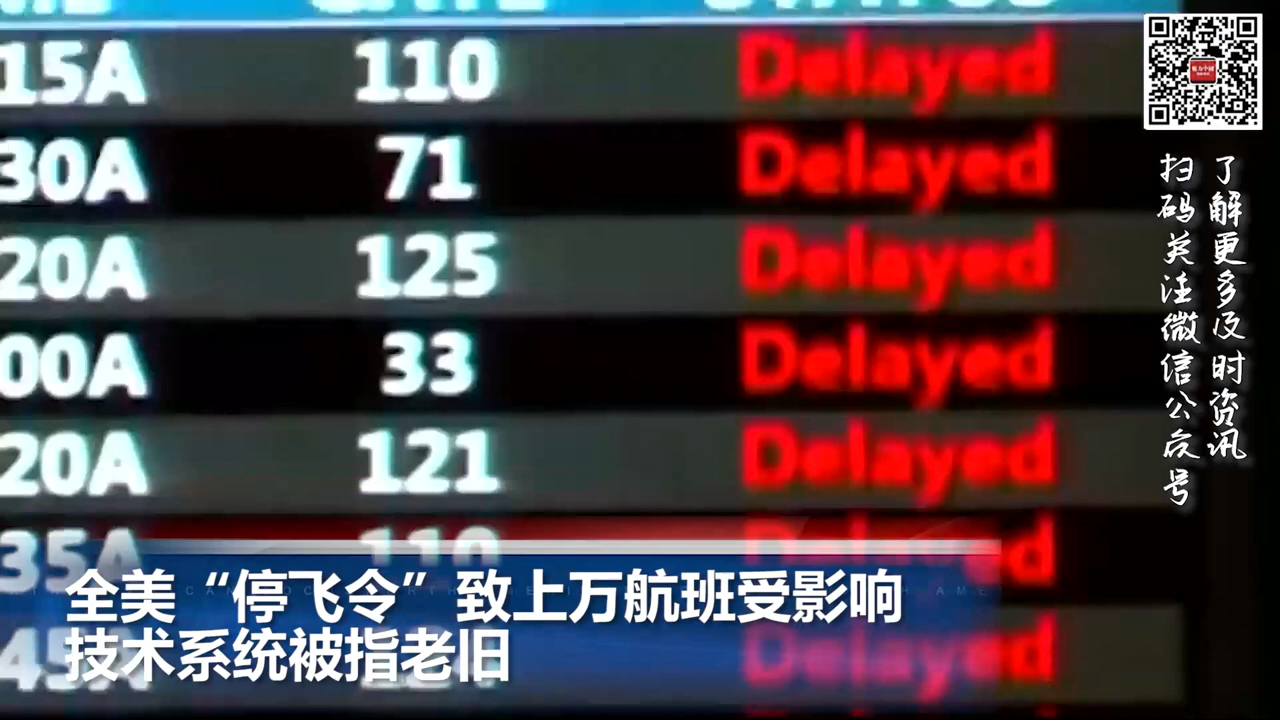 15A 110 Delayed
30A 71 Delayed
20A 125 Delayed
00A 33 Delayed
20A 121 Delayed
35A 110 Delayed
45A Delayed
全美“停飞令”致上万航班受影响
技术系统被指老旧
了解更多及时资讯
扫码关注微信公众号